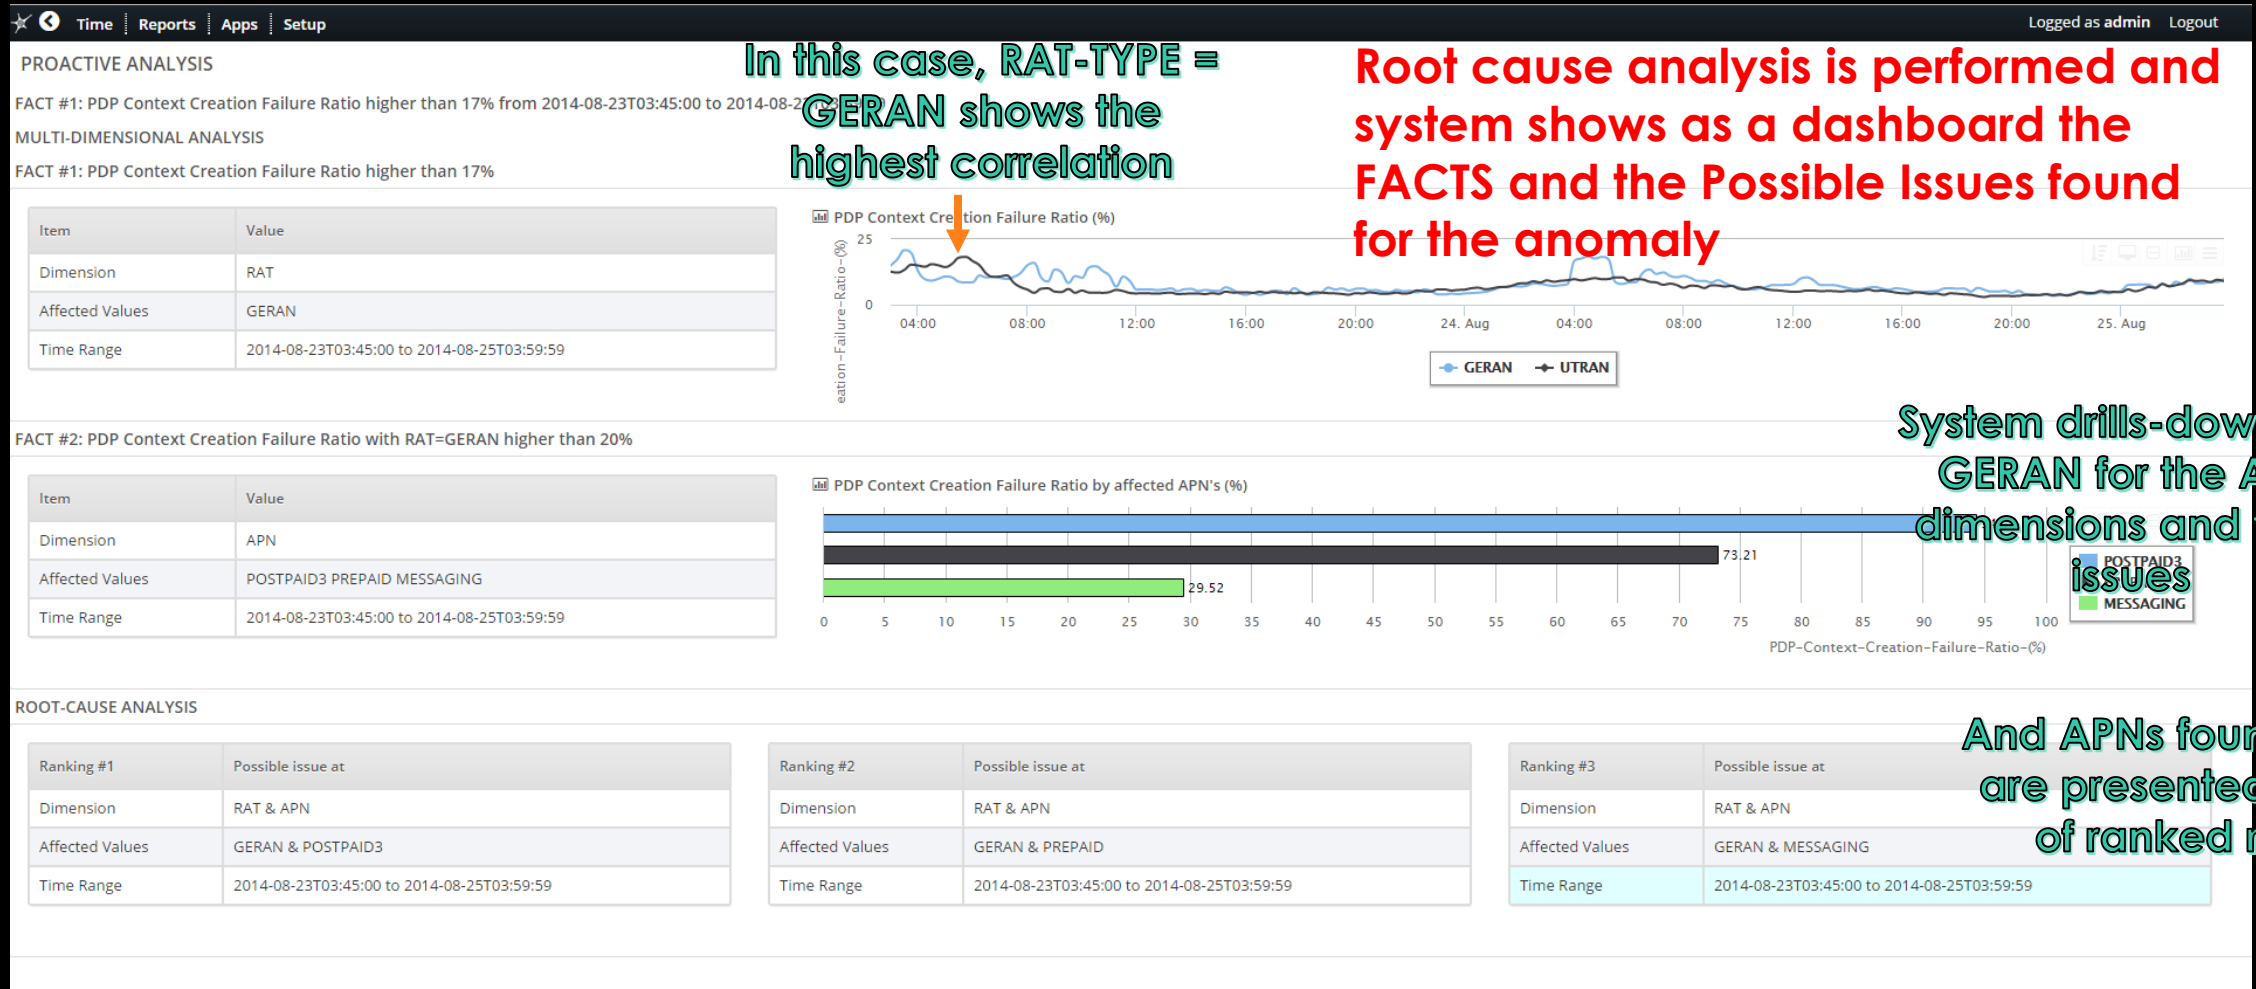 Time Reports Apps Setup Logged as admin Logout
PROACTIVE ANALYSIS
In this case, RAT-TYPE =
GERAN shows the
highest correlation
Root cause analysis is performed and
system shows as a dashboard the
FACTS and the Possible Issues found
for the anomaly
FACT #1: PDP Context Creation Failure Ratio higher than 17% from 2014-08-23T03:45:00 to
MULTI-DIMENSIONAL ANALYSIS
FACT #1: PDP Context Creation Failure Ratio higher than 17%
Item Value
Dimension RAT
Affected Values GERAN
Time Range 2014-08-23T03:45:00 to 2014-08-25T03:59:59
PDP Context Creation Failure Ratio (%)
eation-Failure-Ratio-(%)
25
0
04:00 08:00 12:00 16:00 20:00 24. Aug 04:00 08:00 12:00 16:00 20:00 25. Aug
GERAN UTRAN
FACT #2: PDP Context Creation Failure Ratio with RAT=GERAN higher than 20%
System drills-dow
GERAN for the A
dimensions and
issues
Item Value
Dimension APN
Affected Values POSTPAID3 PREPAID MESSAGING
Time Range 2014-08-23T03:45:00 to 2014-08-25T03:59:59
PDP Context Creation Failure Ratio by affected APN's (%)
73.21
29.52
0 5 10 15 20 25 30 35 40 45 50 55 60 65 70 75 80 85 90 95 100
PDP-Context-Creation-Failure-Ratio-(%)
POSTPAID3
MESSAGING
ROOT-CAUSE ANALYSIS
And APNs four
are presented
of ranked
Ranking #1 Possible issue at
Dimension RAT & APN
Affected Values GERAN & POSTPAID3
Time Range 2014-08-23T03:45:00 to 2014-08-25T03:59:59
Ranking #2 Possible issue at
Dimension RAT & APN
Affected Values GERAN & PREPAID
Time Range 2014-08-23T03:45:00 to 2014-08-25T03:59:59
Ranking #3 Possible issue at
Dimension RAT & APN
Affected Values GERAN & MESSAGING
Time Range 2014-08-23T03:45:00 to 2014-08-25T03:59:59